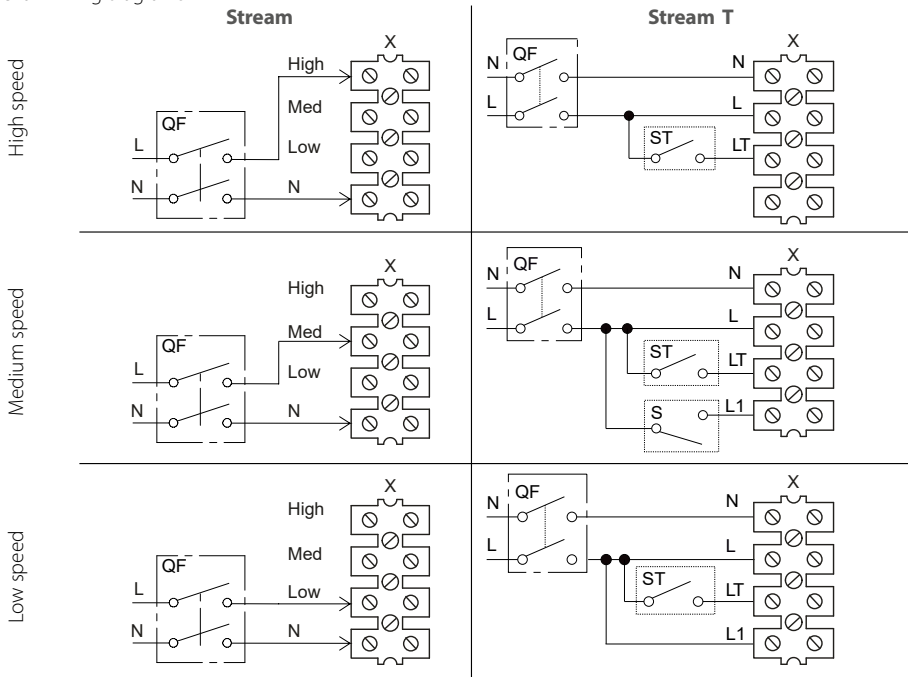 Stream
Stream T
High speed
X
High
Med
Low
N
QF
L
N
X
QF
N
L
N
L
ST
LT
Medium speed
X
High
Med
Low
N
QF
L
N
X
QF
N
L
N
L
ST
LT
S
L1
Low speed
X
High
Med
Low
N
QF
L
N
X
QF
N
L
N
L
ST
LT
L1